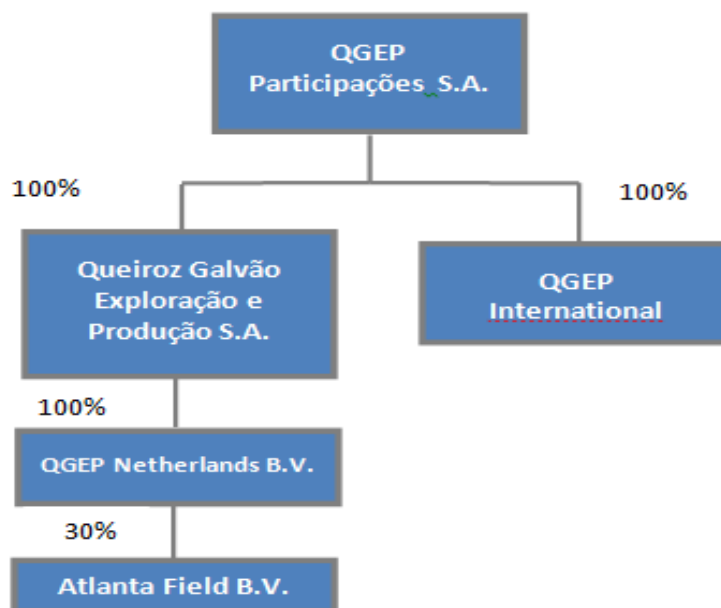 QGEP
Participações S.A.
100%
100%
Queiroz Galvão
Exploração e
Produção S.A.
QGEP
International
100%
QGEP Netherlands B.V.
30%
Atlanta Field B.V.